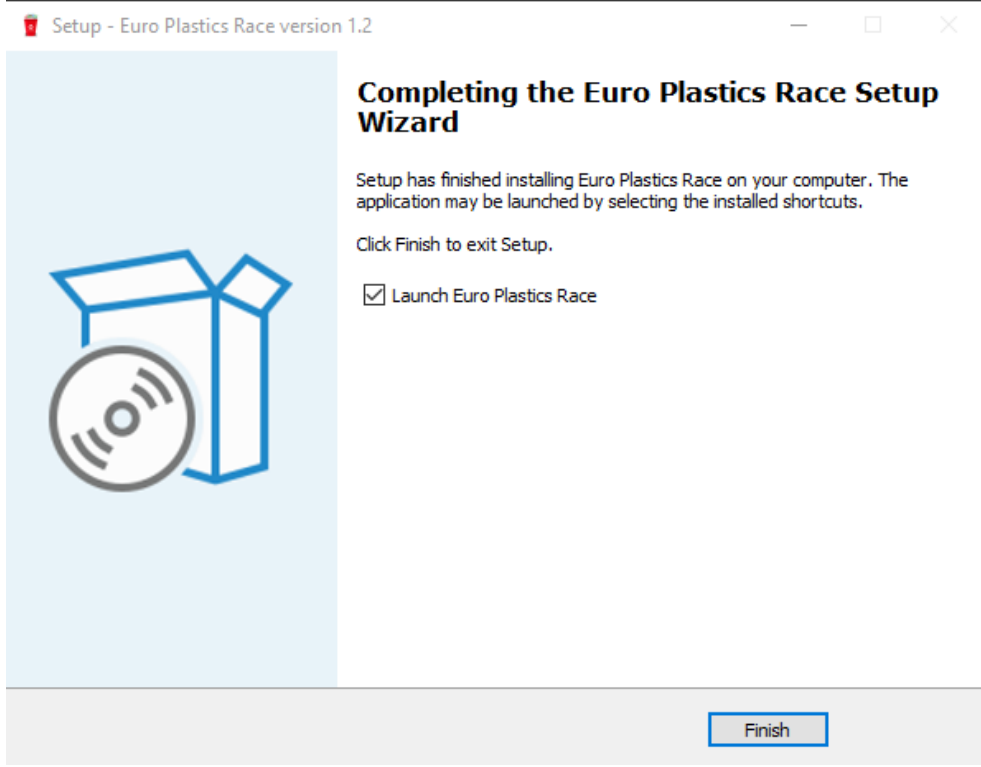 Setup - Euro Plastics Race version 1.2
Completing the Euro Plastics Race Setup
Wizard
Setup has finished installing Euro Plastics Race on your computer. The
application may be launched by selecting the installed shortcuts.
Click Finish to exit Setup.
Launch Euro Plastics Race
Finish